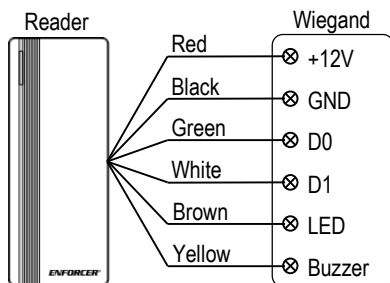 Reader
Wiegand
Red
+12V
Black
GND
Green
D0
White
D1
Brown
LED
Yellow
Buzzer
ENFORCER®